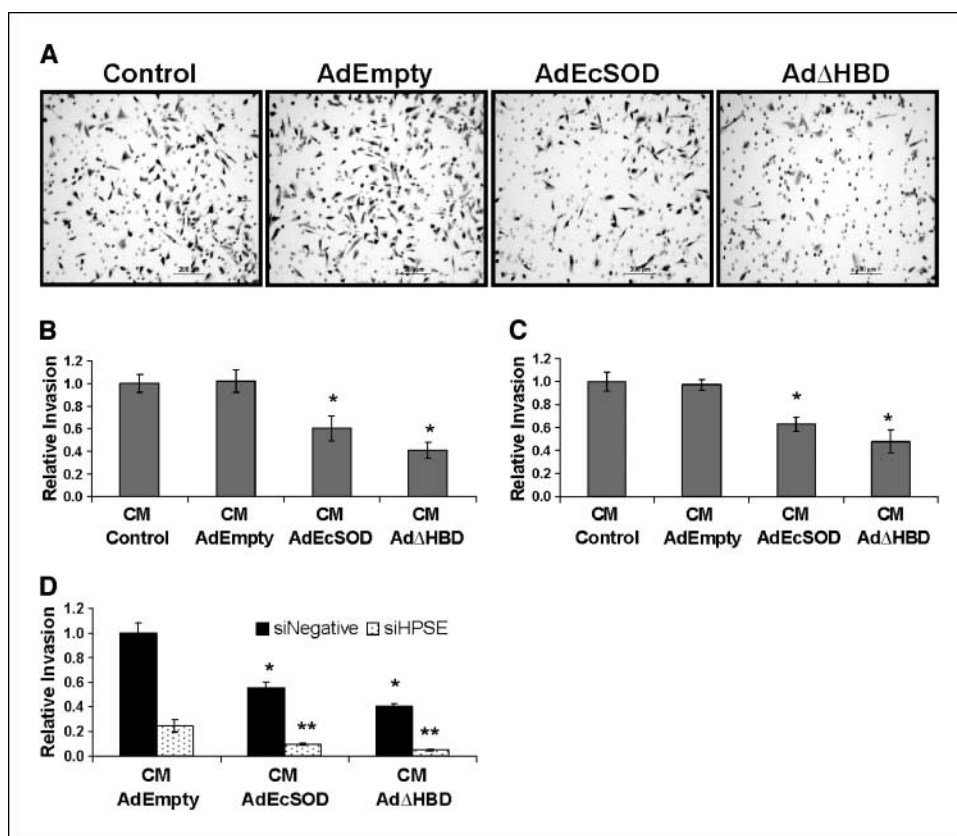 A
Control AdEmpty AdEcSOD AdΔHBD
200 µm
B
Relative Invasion
1.2
1.0
0.8
0.6
0.4
0.2
0.0
* *
CM CM CM CM
Control AdEmpty AdEcSOD AdΔHBD
C
Relative Invasion
1.2
1.0
0.8
0.6
0.4
0.2
0.0
* *
CM CM CM CM
Control AdEmpty AdEcSOD AdΔHBD
D
Relative Invasion
1.2
1.0
0.8
0.6
0.4
0.2
0.0
siNegative siHPSE
* ** * **
CM CM CM
AdEmpty AdEcSOD AdΔHBD